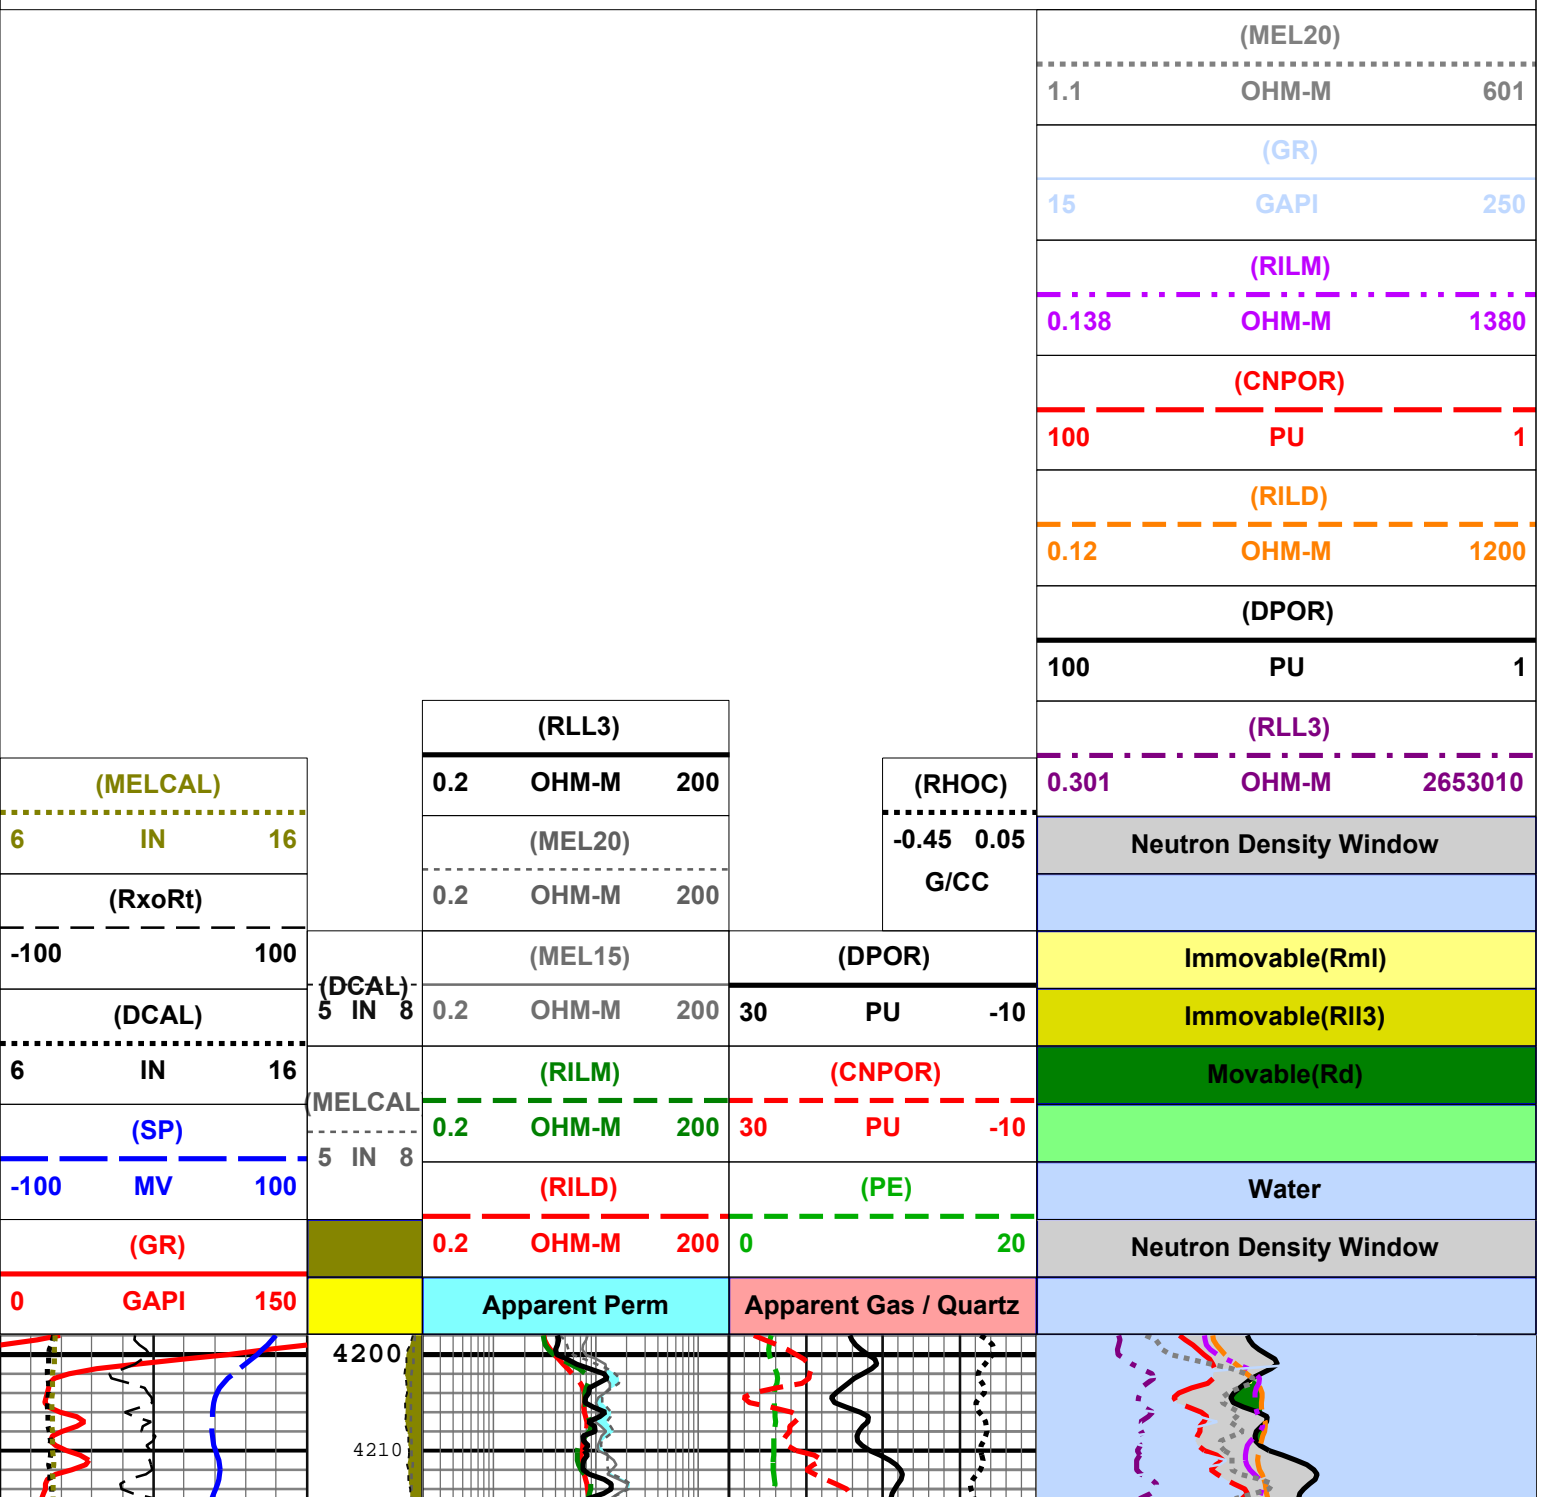 (MEL20)
1.1 OHM-M 601
(GR)
15 GAPI 250
(RILM)
0.138 OHM-M 1380
(CNPOR)
100 PU 1
(RILD)
0.12 OHM-M 1200
(DPOR)
100 PU 1
(RLL3)
0.301 OHM-M 2653010
Neutron Density Window
Immovable(Rml)
Immovable(Rll3)
Movable(Rd)
Water
Neutron Density Window
(MELCAL)
6 IN 16
(RxoRt)
-100 100
(DCAL)
6 IN 16
(SP)
-100 MV 100
(GR)
0 GAPI 150
(DCAL)
5 IN 8
(MELCAL
5 IN 8
(RLL3)
0.2 OHM-M 200
(MEL20)
0.2 OHM-M 200
(MEL15)
0.2 OHM-M 200
(RILM)
0.2 OHM-M 200
(RILD)
0.2 OHM-M 200
Apparent Perm
(RHOC)
-0.45 0.05
G/CC
(DPOR)
30 PU -10
(CNPOR)
30 PU -10
(PE)
0 20
Apparent Gas / Quartz
4200
4210